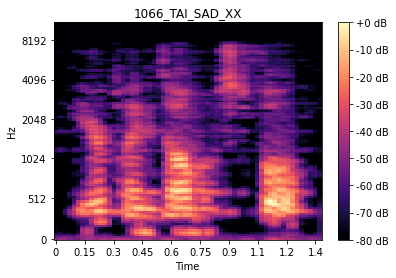 1066_TAI_SAD_XX
Hz
8192
4096
2048
1024
512
0
0 0.15 0.3 0.45 0.6 0.75 0.9 1.1 1.2 1.4
Time
+0 dB
-10 dB
-20 dB
-30 dB
-40 dB
-50 dB
-60 dB
-70 dB
-80 dB